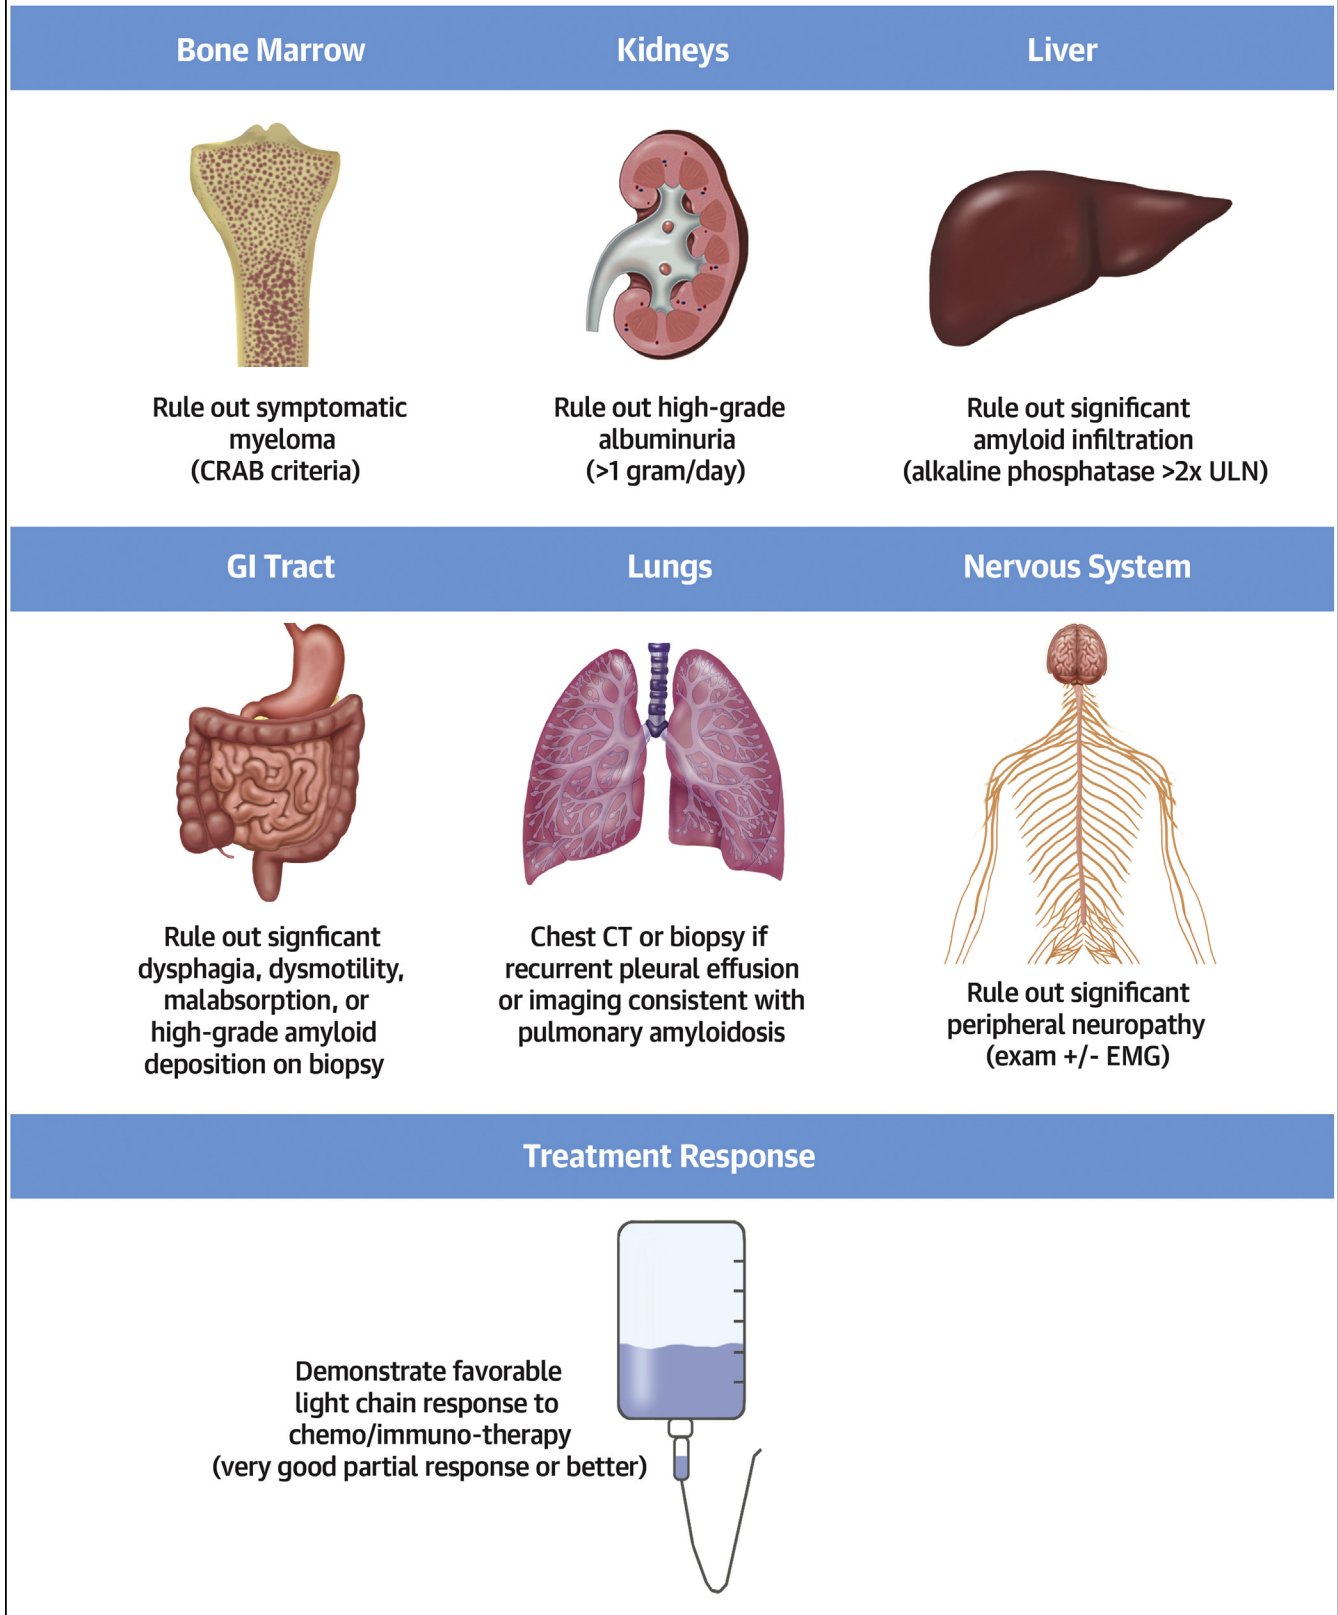 Bone Marrow
Kidneys
Liver
Rule out symptomatic
myeloma
(CRAB criteria)
Rule out high-grade
albuminuria
(>1 gram/day)
Rule out significant
amyloid infiltration
(alkaline phosphatase >2x ULN)
GI Tract
Lungs
Nervous System
Rule out signficant
dysphagia, dysmotility,
malabsorption, or
high-grade amyloid
deposition on biopsy
Chest CT or biopsy if
recurrent pleural effusion
or imaging consistent with
pulmonary amyloidosis
Rule out significant
peripheral neuropathy
(exam +/- EMG)
Treatment Response
Demonstrate favorable
light chain response to
chemo/immuno-therapy
(very good partial response or better)